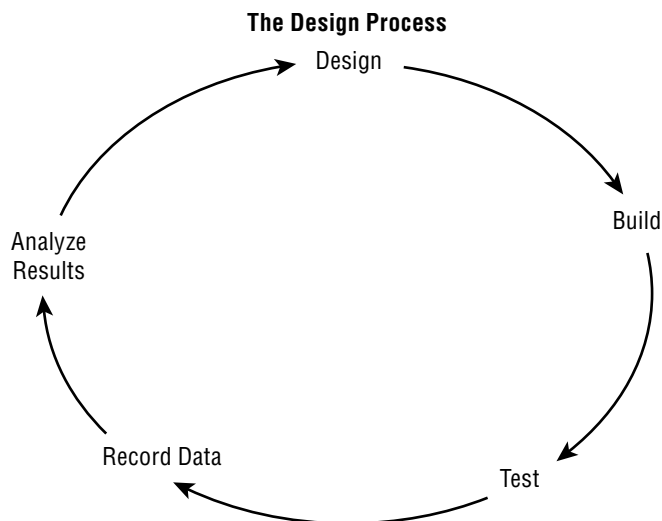 The Design Process
Design
Build
Test
Record Data
Analyze
Results